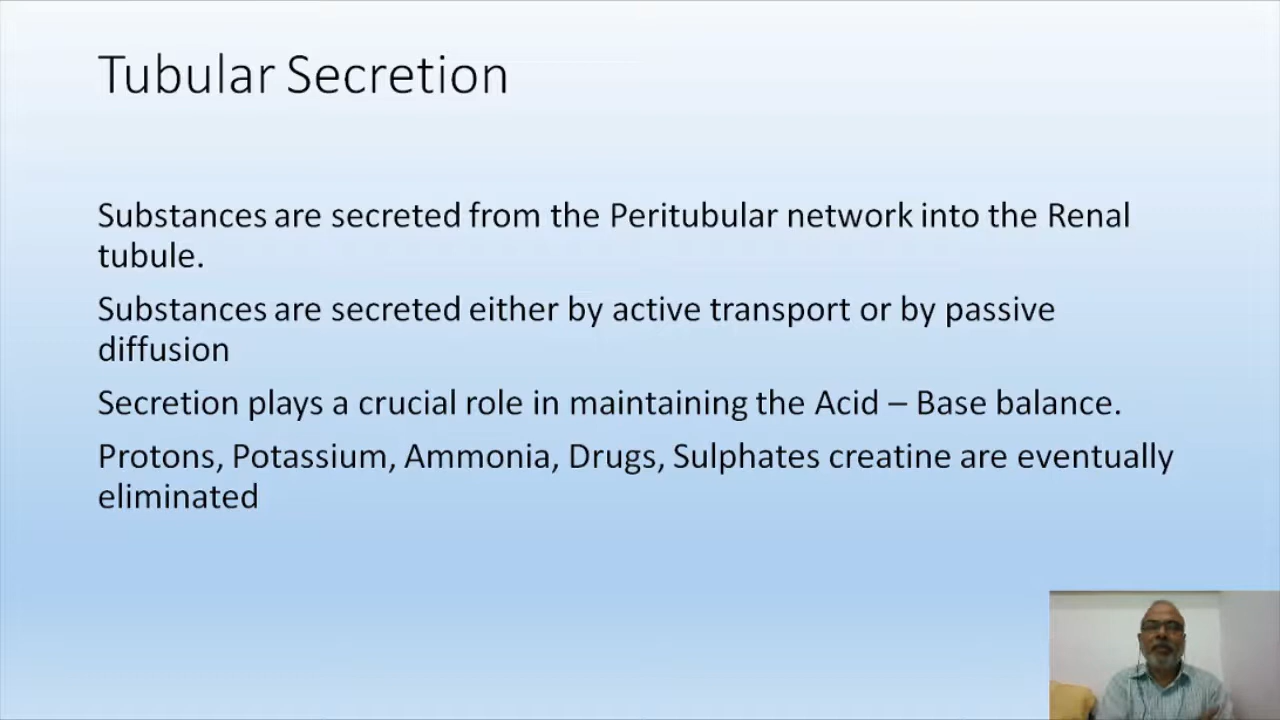 Tubular Secretion
Substances are secreted from the Peritubular network into the Renal
tubule.
Substances are secreted either by active transport or by passive
diffusion
Secretion plays a crucial role in maintaining the Acid – Base balance.
Protons, Potassium, Ammonia, Drugs, Sulphates creatine are eventually
eliminated